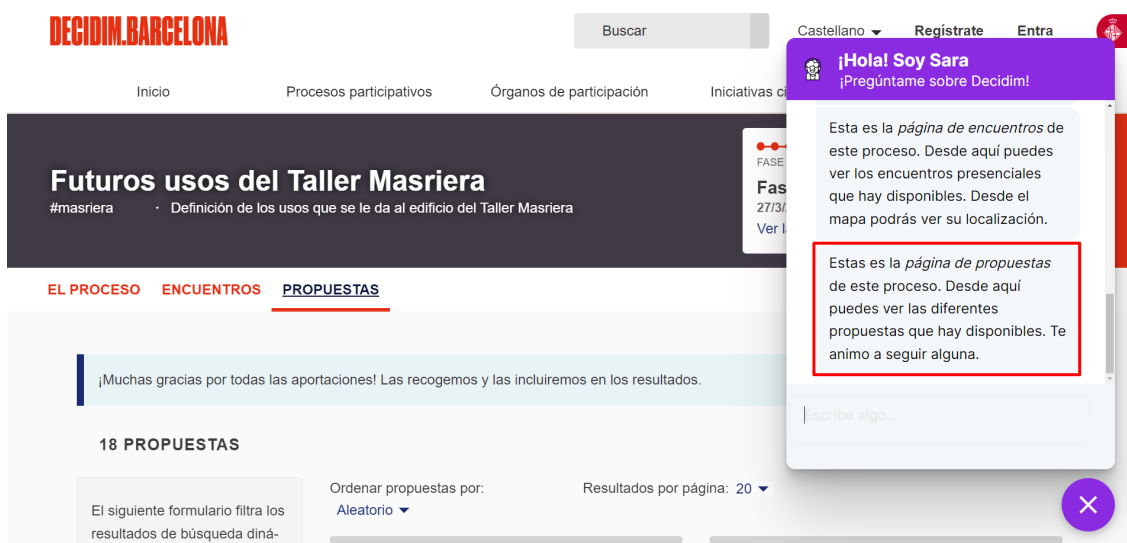 DECIDIM.BARCELONA
Buscar
Castellano
Regístrate
Entra
Inicio
Procesos participativos
Órganos de participación
Iniciativas
Futuros usos del Taller Masriera
#masriera · Definición de los usos que se le da al edificio del Taller Masriera
FASE
Fas
27/3/
Ver
EL PROCESO
ENCUENTROS
PROPUESTAS
¡Muchas gracias por todas las aportaciones! Las recogemos y las incluiremos en los resultados.
18 PROPUESTAS
El siguiente formulario filtra los
resultados de búsqueda diná-
Ordenar propuestas por:
Aleatorio
Resultados por página: 20
¡Hola! Soy Sara
¡Pregúntame sobre Decidim!
Esta es la página de encuentros de
este proceso. Desde aquí puedes
ver los encuentros presenciales
que hay disponibles. Desde el
mapa podrás ver su localización.
Estas es la página de propuestas
de este proceso. Desde aquí
puedes ver las diferentes
propuestas que hay disponibles. Te
animo a seguir alguna.
Escribe algo..